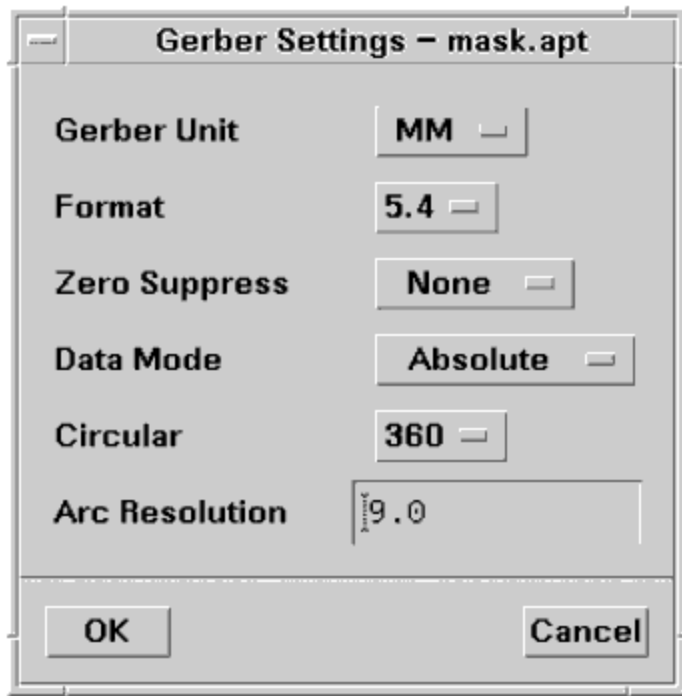 Gerber Settings – mask.apt
Gerber Unit MM
Format 5.4
Zero Suppress None
Data Mode Absolute
Circular 360
Arc Resolution 9.0
OK Cancel